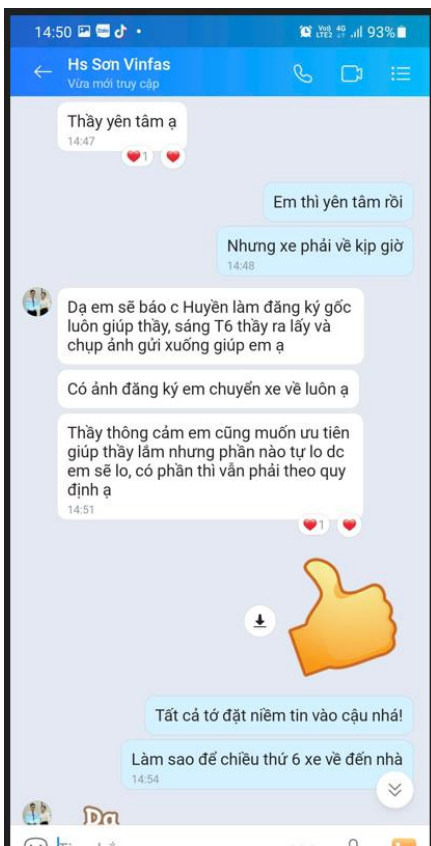 14:50
4G 93%
Hs Sơn Vinfas
Vừa mới truy cập
Thầy yên tâm ạ
14:47
1
Em thì yên tâm rồi
Nhưng xe phải về kịp giờ
14:48
Dạ em sẽ báo c Huyền làm đăng ký gốc
luôn giúp thầy, sáng T6 thầy ra lấy và
chụp ảnh gửi xuống giúp em ạ
Có ảnh đăng ký em chuyển xe về luôn ạ
Thầy thông cảm em cũng muốn ưu tiên
giúp thầy lắm nhưng phần nào tự lo dc
em sẽ lo, có phần thì vẫn phải theo quy
định ạ
14:51
1
Tất cả tớ đặt niềm tin vào cậu nhá!
Làm sao để chiều thứ 6 xe về đến nhà
14:54
Dạ